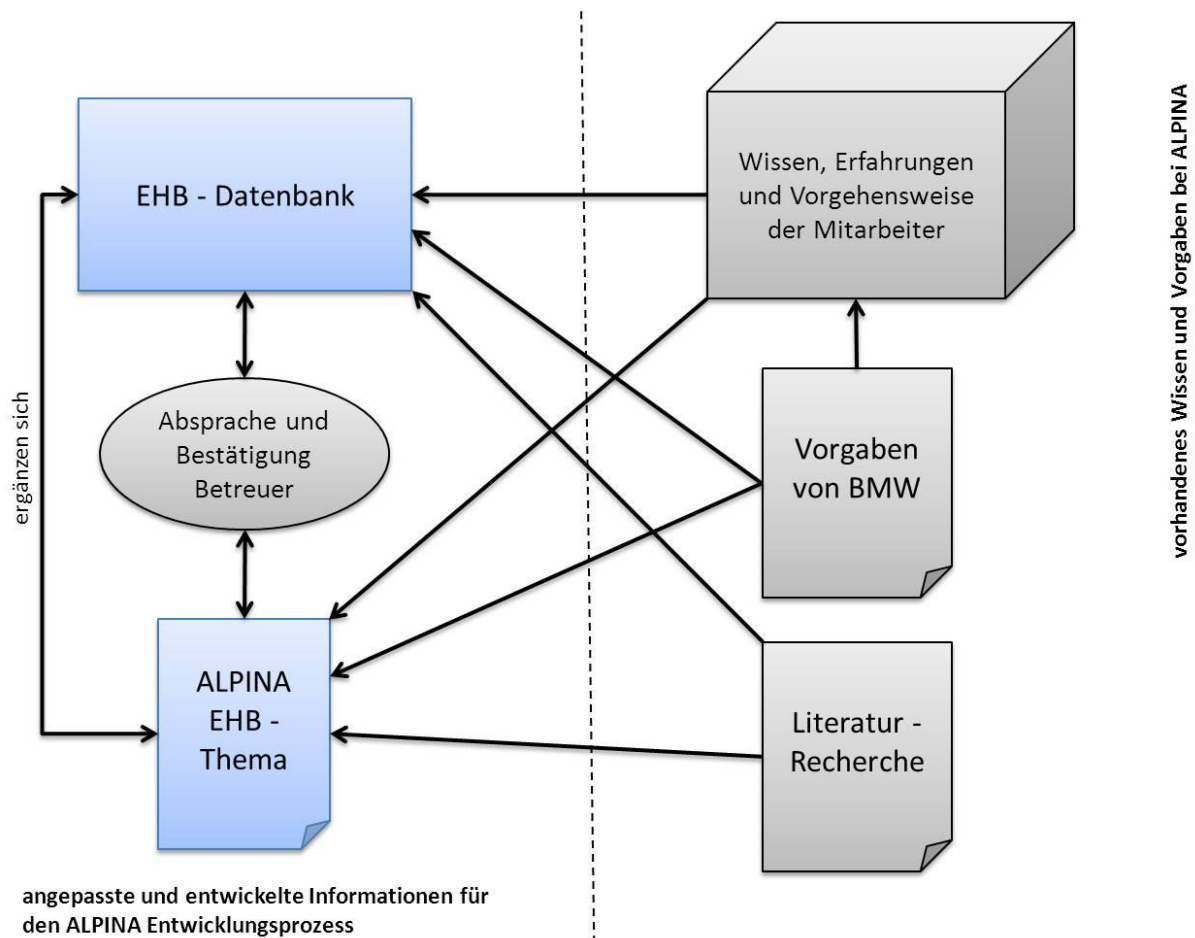 EHB - Datenbank
Wissen, Erfahrungen
und Vorgehensweise
der Mitarbeiter
vorhandenes Wissen und Vorgaben bei ALPINA
ergänzen sich
Absprache und
Bestätigung
Betreuer
Vorgaben
von BMW
ALPINA
EHB -
Thema
Literatur -
Recherche
angepasste und entwickelte Informationen für
den ALPINA Entwicklungsprozess